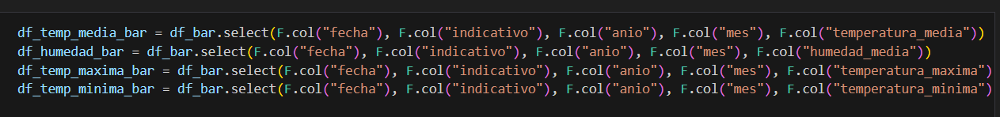 df_temp_media_bar = df_bar.select(F.col("fecha"), F.col("indicativo"), F.col("anio"), F.col("mes"), F.col("temperatura_media"))
df_humedad_bar = df_bar.select(F.col("fecha"), F.col("indicativo"), F.col("anio"), F.col("mes"), F.col("humedad_media"))
df_temp_maxima_bar = df_bar.select(F.col("fecha"), F.col("indicativo"), F.col("anio"), F.col("mes"), F.col("temperatura_maxima")
df_temp_minima_bar = df_bar.select(F.col("fecha"), F.col("indicativo"), F.col("anio"), F.col("mes"), F.col("temperatura_minima")